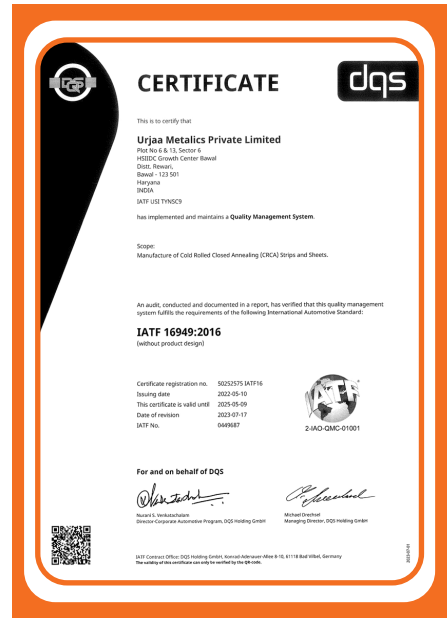 DQS
CERTIFICATE
dqs
This is to certify that
Urjaa Metalics Private Limited
Plot No 6 & 13, Sector 6
HSIIDC Growth Center Bawal
Distt. Rewari,
Bawal - 123 501
Haryana
INDIA
IATF USI TYNSC9
has implemented and maintains a Quality Management System.
Scope:
Manufacture of Cold Rolled Closed Annealing (CRCA) Strips and Sheets.
An audit, conducted and documented in a report, has verified that this quality management
system fulfills the requirements of the following International Automotive Standard:
IATF 16949:2016
(without product design)
Certificate registration no. 50252575 IATF16
Issuing date 2022-05-10
This certificate is valid until 2025-05-09
Date of revision 2023-07-17
IATF No. 0449687
IATF
2-IAO-QMC-01001
For and on behalf of DQS
Nurani S. Venkatachalam
Director-Corporate Automotive Program, DQS Holding GmbH
Michael Drechsel
Managing Director, DQS Holding GmbH
IATF Contract Office: DQS Holding GmbH, Konrad-Adenauer-Allee 8-10, 61118 Bad Vilbel, Germany
The validity of this certificate can only be verified by the QR-code.